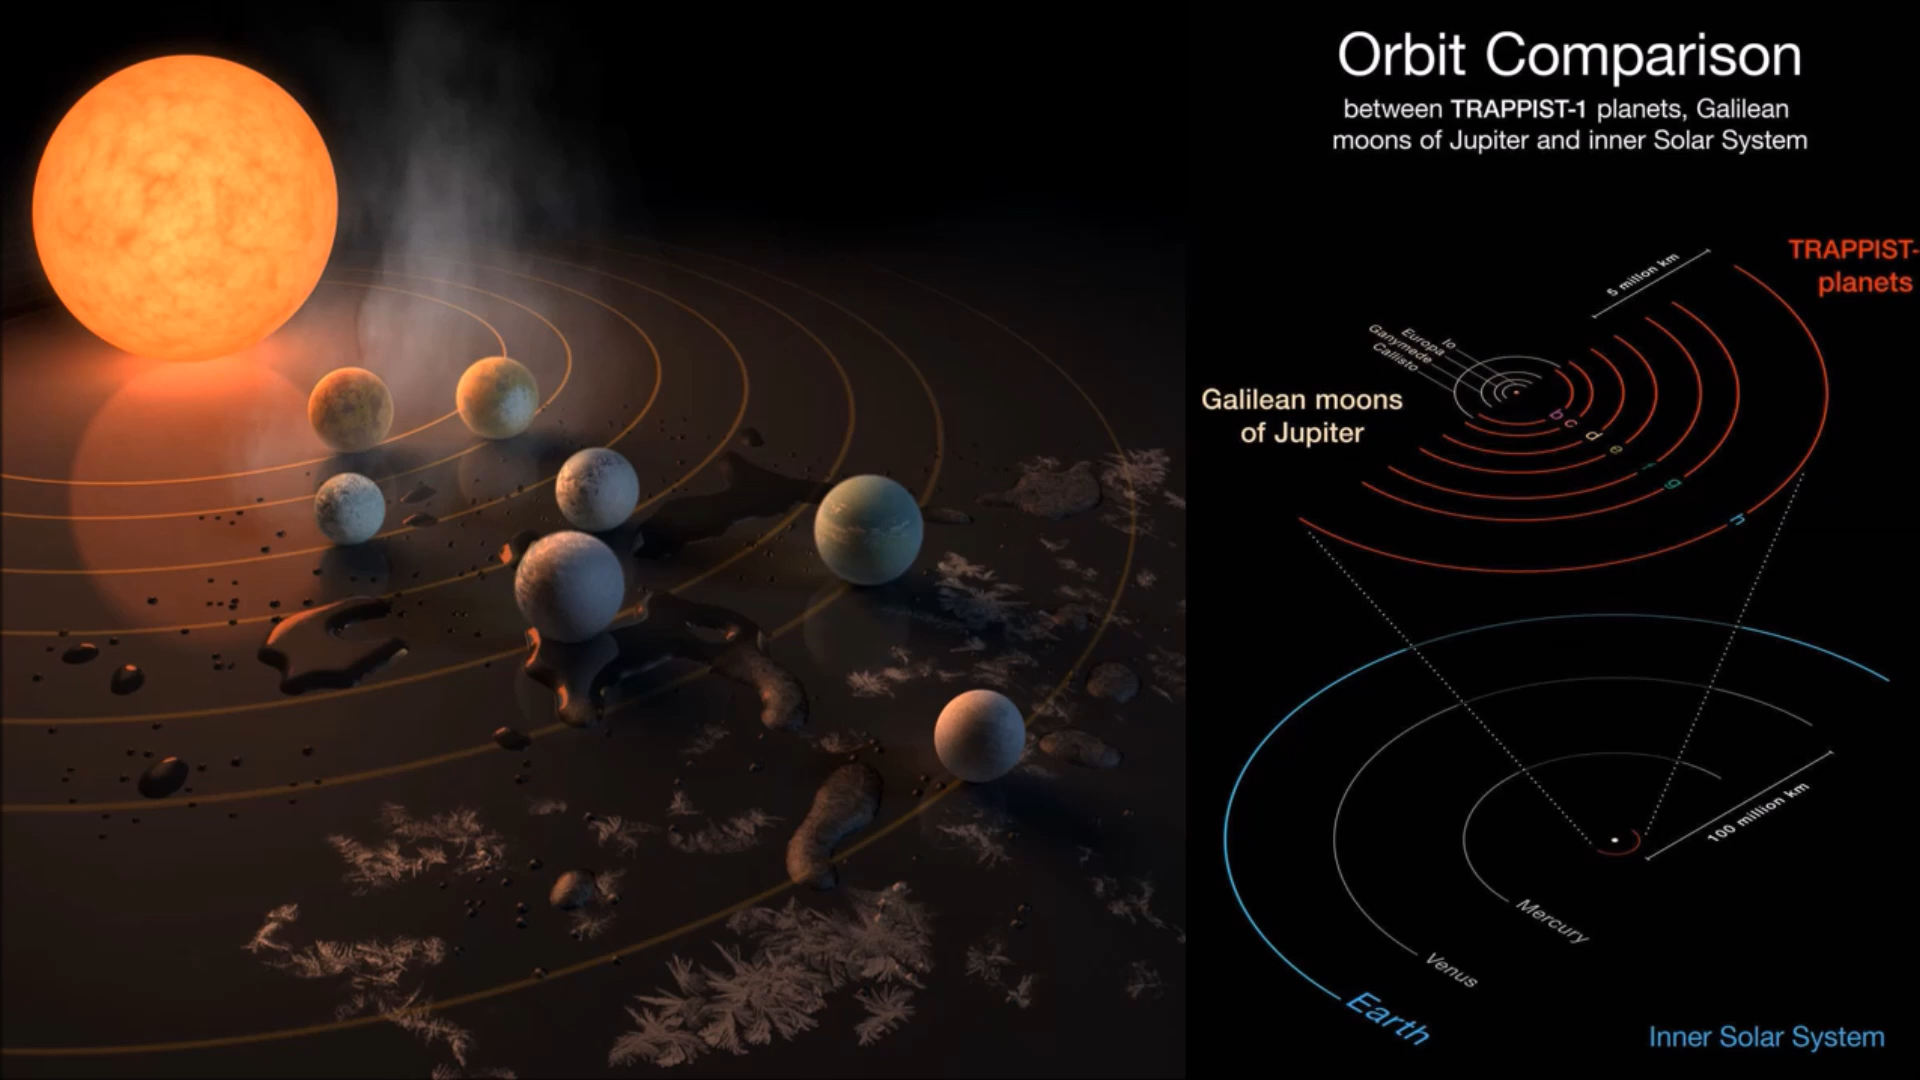 Orbit Comparison
between TRAPPIST-1 planets, Galilean
moons of Jupiter and inner Solar System
TRAPPIST-
planets
5 millon km
Io
Europa
Ganymede
Callisto
Galilean moons
of Jupiter
b
c
d
e
f
g
h
100 million km
Mercury
Venus
Earth
Inner Solar System